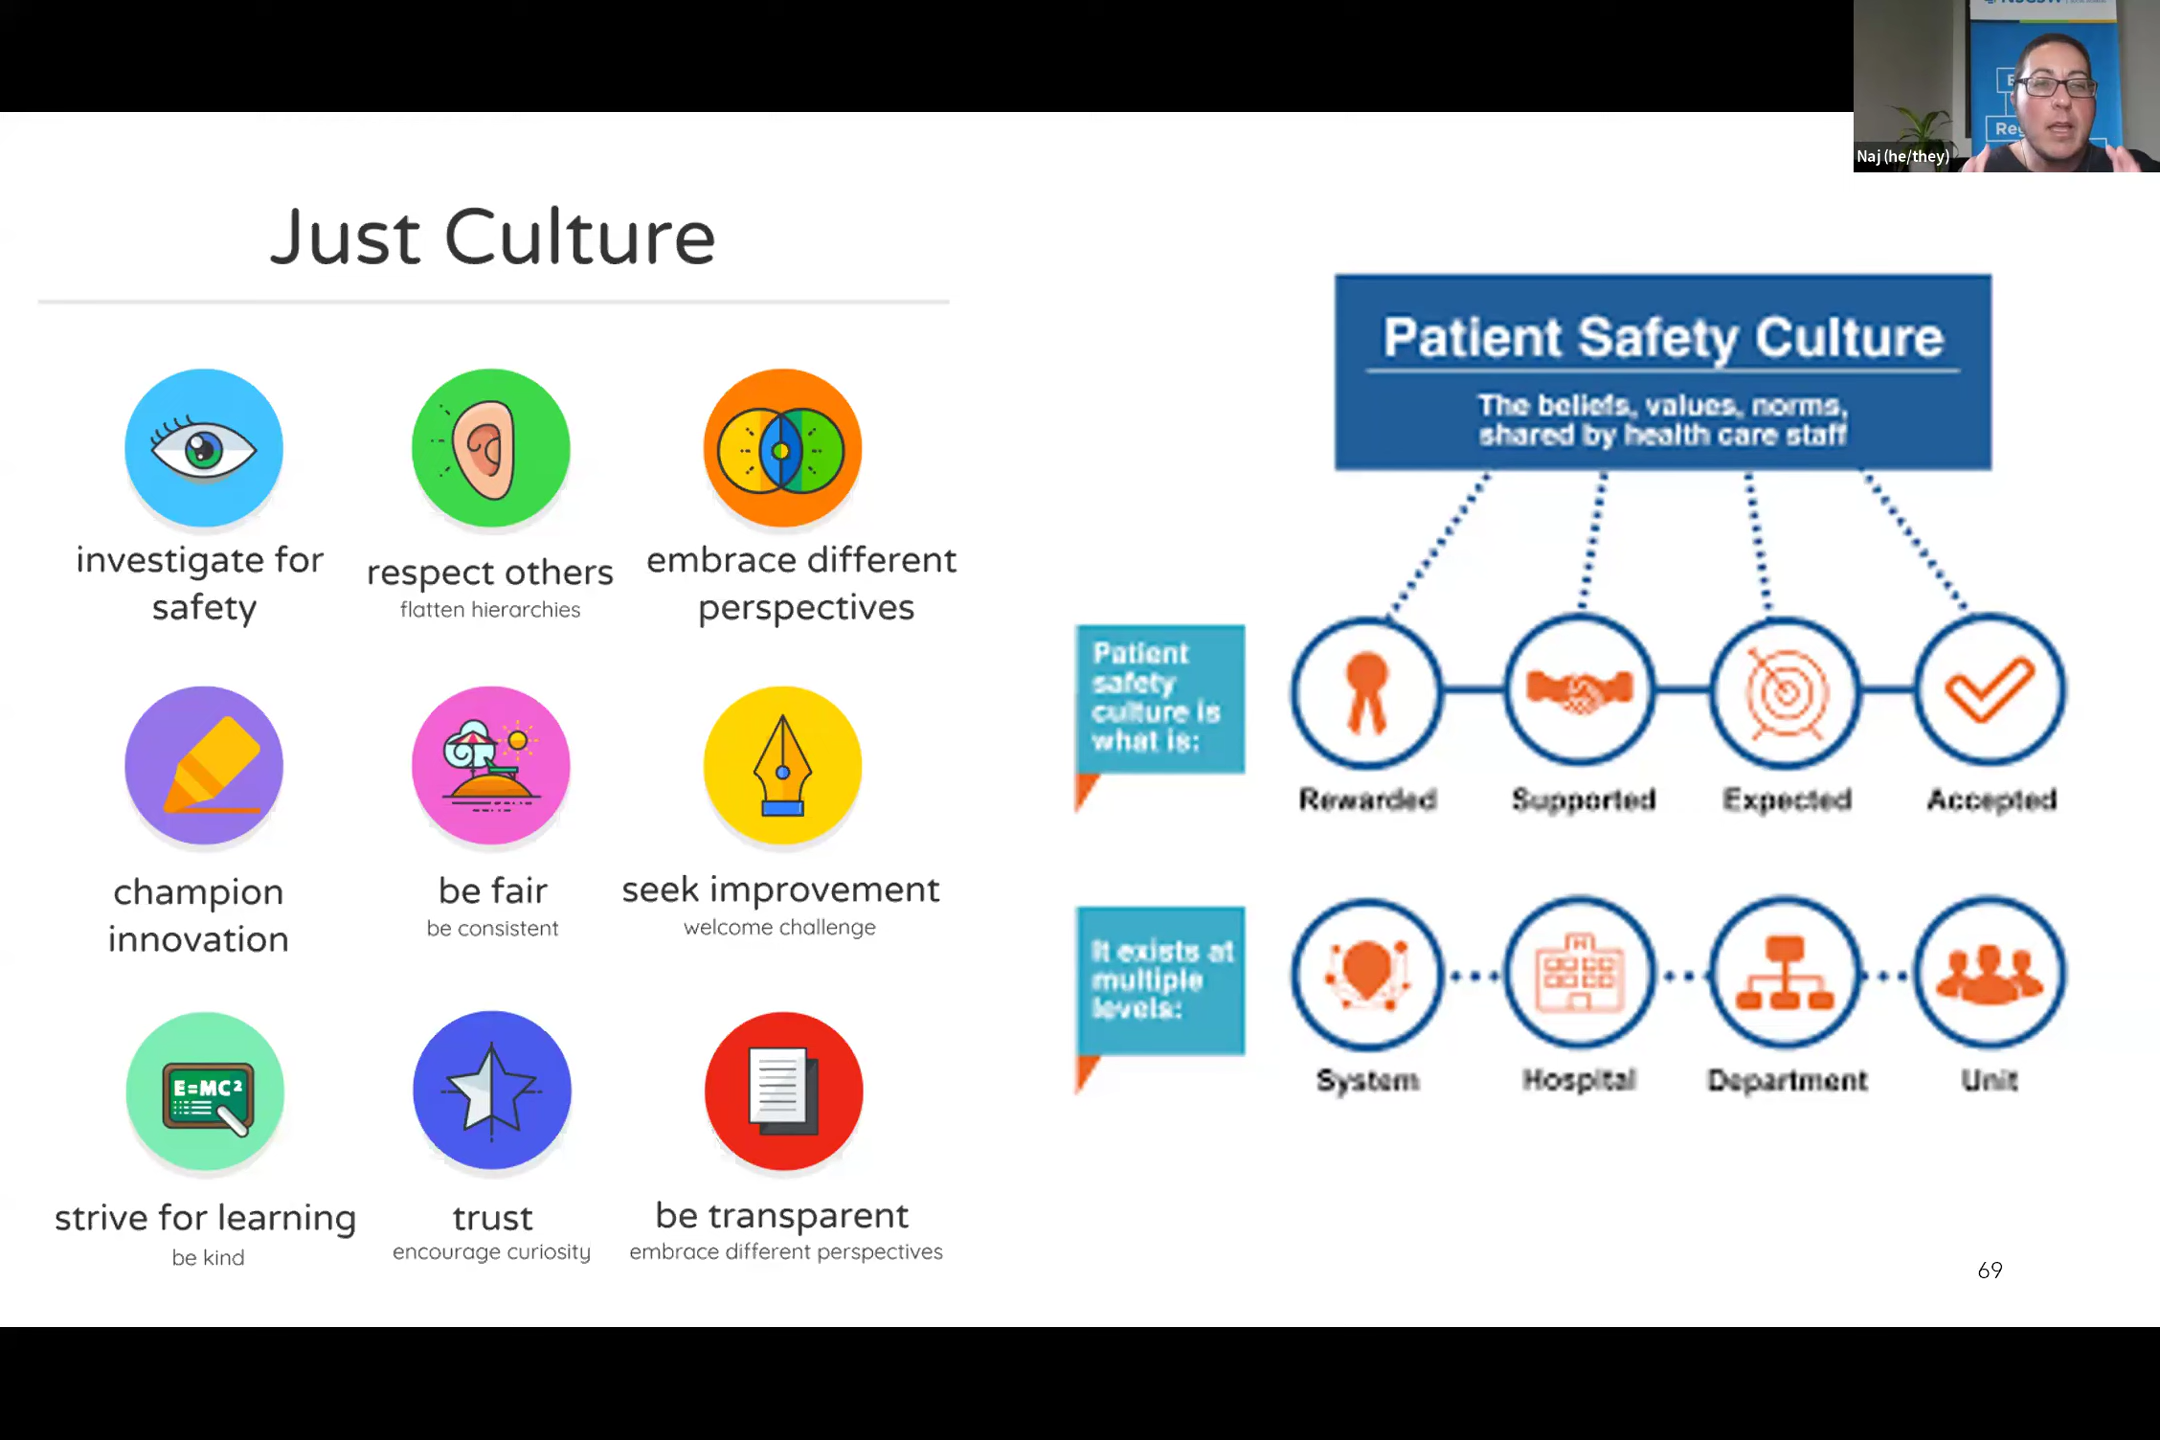 Naj (he/they)
Just Culture
investigate for
safety
respect others
flatten hierarchies
embrace different
perspectives
champion
innovation
be fair
be consistent
seek improvement
welcome challenge
E=MC²
strive for learning
be kind
trust
encourage curiosity
be transparent
embrace different perspectives
Patient Safety Culture
The beliefs, values, norms,
shared by health care staff
Patient
safety
culture is
what is:
Rewarded
Supported
Expected
Accepted
It exists at
multiple
levels:
H
System
Hospital
Department
Unit
69